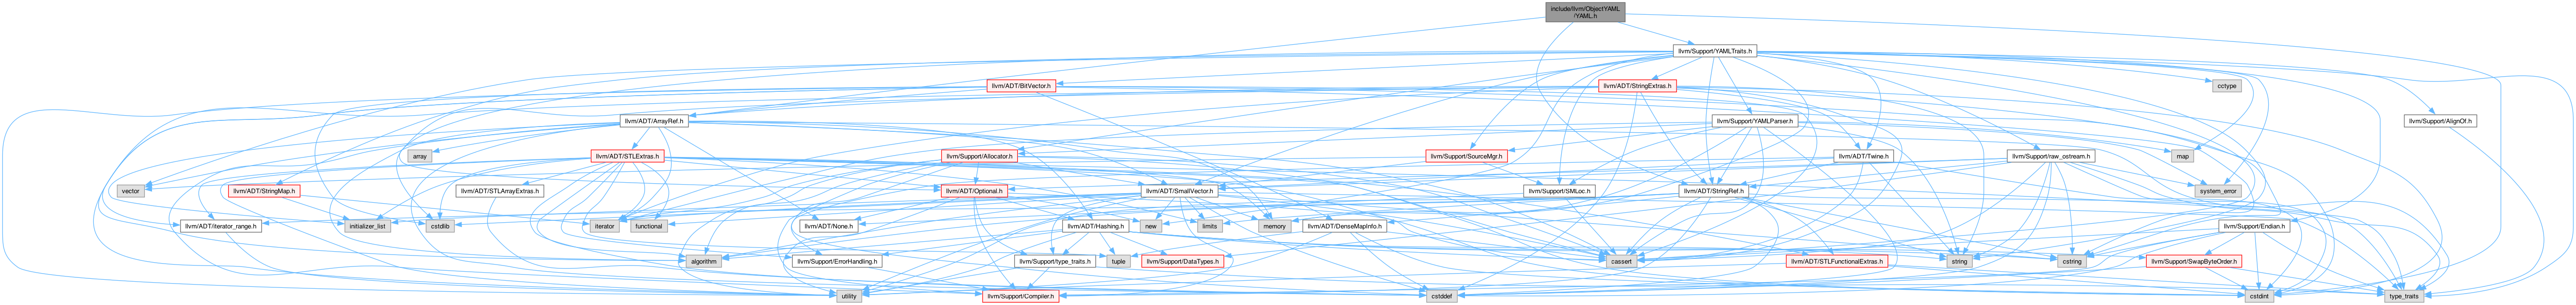 include/llvm/ObjectYAML
/YAML.h
llvm/Support/YAMLTraits.h
llvm/ADT/BitVector.h
llvm/ADT/StringExtras.h
cctype
llvm/ADT/ArrayRef.h
llvm/Support/YAMLParser.h
llvm/Support/AlignOf.h
array
llvm/ADT/STLExtras.h
llvm/Support/Allocator.h
llvm/Support/SourceMgr.h
llvm/ADT/Twine.h
llvm/Support/raw_ostream.h
map
vector
llvm/ADT/StringMap.h
llvm/ADT/STLArrayExtras.h
llvm/ADT/Optional.h
llvm/ADT/SmallVector.h
llvm/Support/SMLoc.h
llvm/ADT/StringRef.h
system_error
llvm/ADT/iterator_range.h
initializer_list
cstdlib
iterator
functional
llvm/ADT/None.h
llvm/ADT/Hashing.h
new
limits
memory
llvm/ADT/DenseMapInfo.h
llvm/Support/Endian.h
algorithm
llvm/Support/ErrorHandling.h
llvm/Support/type_traits.h
tuple
llvm/Support/DataTypes.h
cassert
llvm/ADT/STLFunctionalExtras.h
string
cstring
llvm/Support/SwapByteOrder.h
utility
llvm/Support/Compiler.h
cstddef
cstdint
type_traits